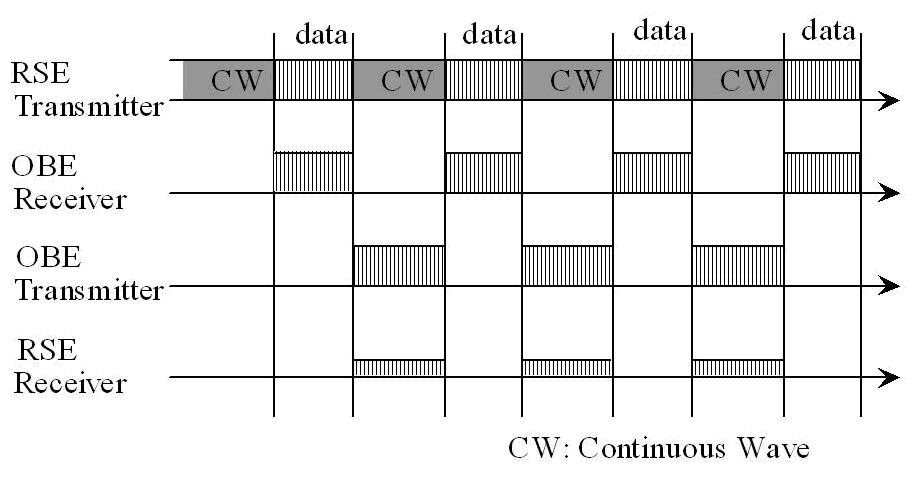 data data data data
RSE CW CW CW CW
Transmitter
OBE
Receiver
OBE
Transmitter
RSE
Receiver
CW: Continuous Wave